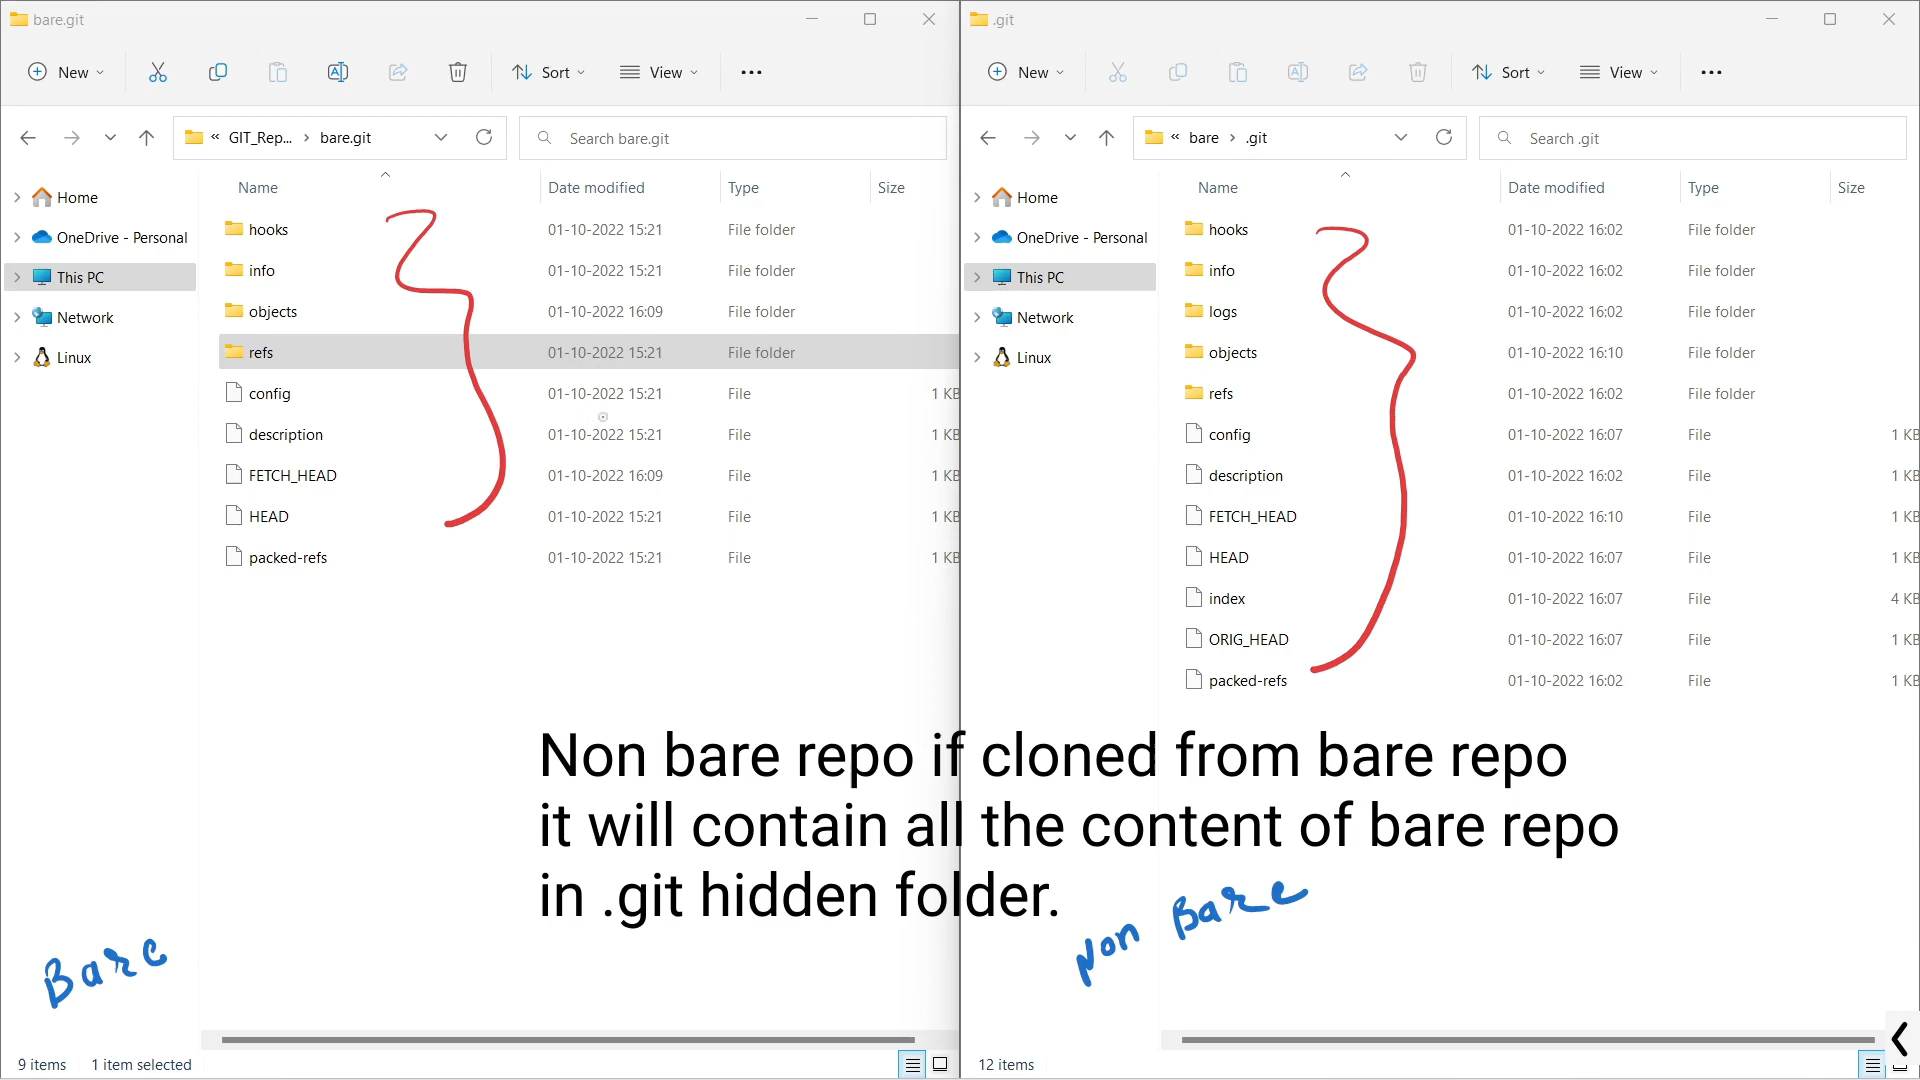 bare.git
New
Sort
View
« GIT_Rep... > bare.git
Search bare.git
Name Date modified Type Size
Home
OneDrive - Personal
This PC
Network
Linux
hooks 01-10-2022 15:21 File folder
info 01-10-2022 15:21 File folder
objects 01-10-2022 16:09 File folder
refs 01-10-2022 15:21 File folder
config 01-10-2022 15:21 File 1 KB
description 01-10-2022 15:21 File 1 KB
FETCH_HEAD 01-10-2022 16:09 File 1 KB
HEAD 01-10-2022 15:21 File 1 KB
packed-refs 01-10-2022 15:21 File 1 KB
Bare
9 items 1 item selected
.git
New
Sort
View
« bare > .git
Search .git
Name Date modified Type Size
Home
OneDrive - Personal
This PC
Network
Linux
hooks 01-10-2022 16:02 File folder
info 01-10-2022 16:02 File folder
logs 01-10-2022 16:02 File folder
objects 01-10-2022 16:10 File folder
refs 01-10-2022 16:02 File folder
config 01-10-2022 16:07 File 1 KB
description 01-10-2022 16:02 File 1 KB
FETCH_HEAD 01-10-2022 16:10 File 1 KB
HEAD 01-10-2022 16:07 File 1 KB
index 01-10-2022 16:07 File 4 KB
ORIG_HEAD 01-10-2022 16:07 File 1 KB
packed-refs 01-10-2022 16:02 File 1 KB
Non bare repo if cloned from bare repo
it will contain all the content of bare repo
in .git hidden folder.
Non Bare
12 items